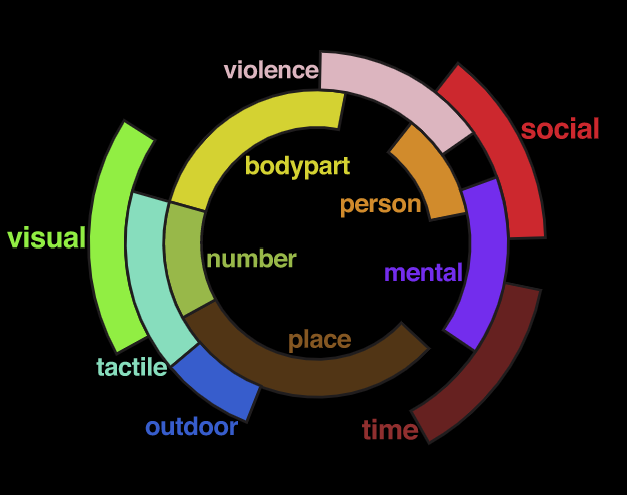 violence
social
bodypart
person
visual
number
mental
place
tactile
outdoor
time